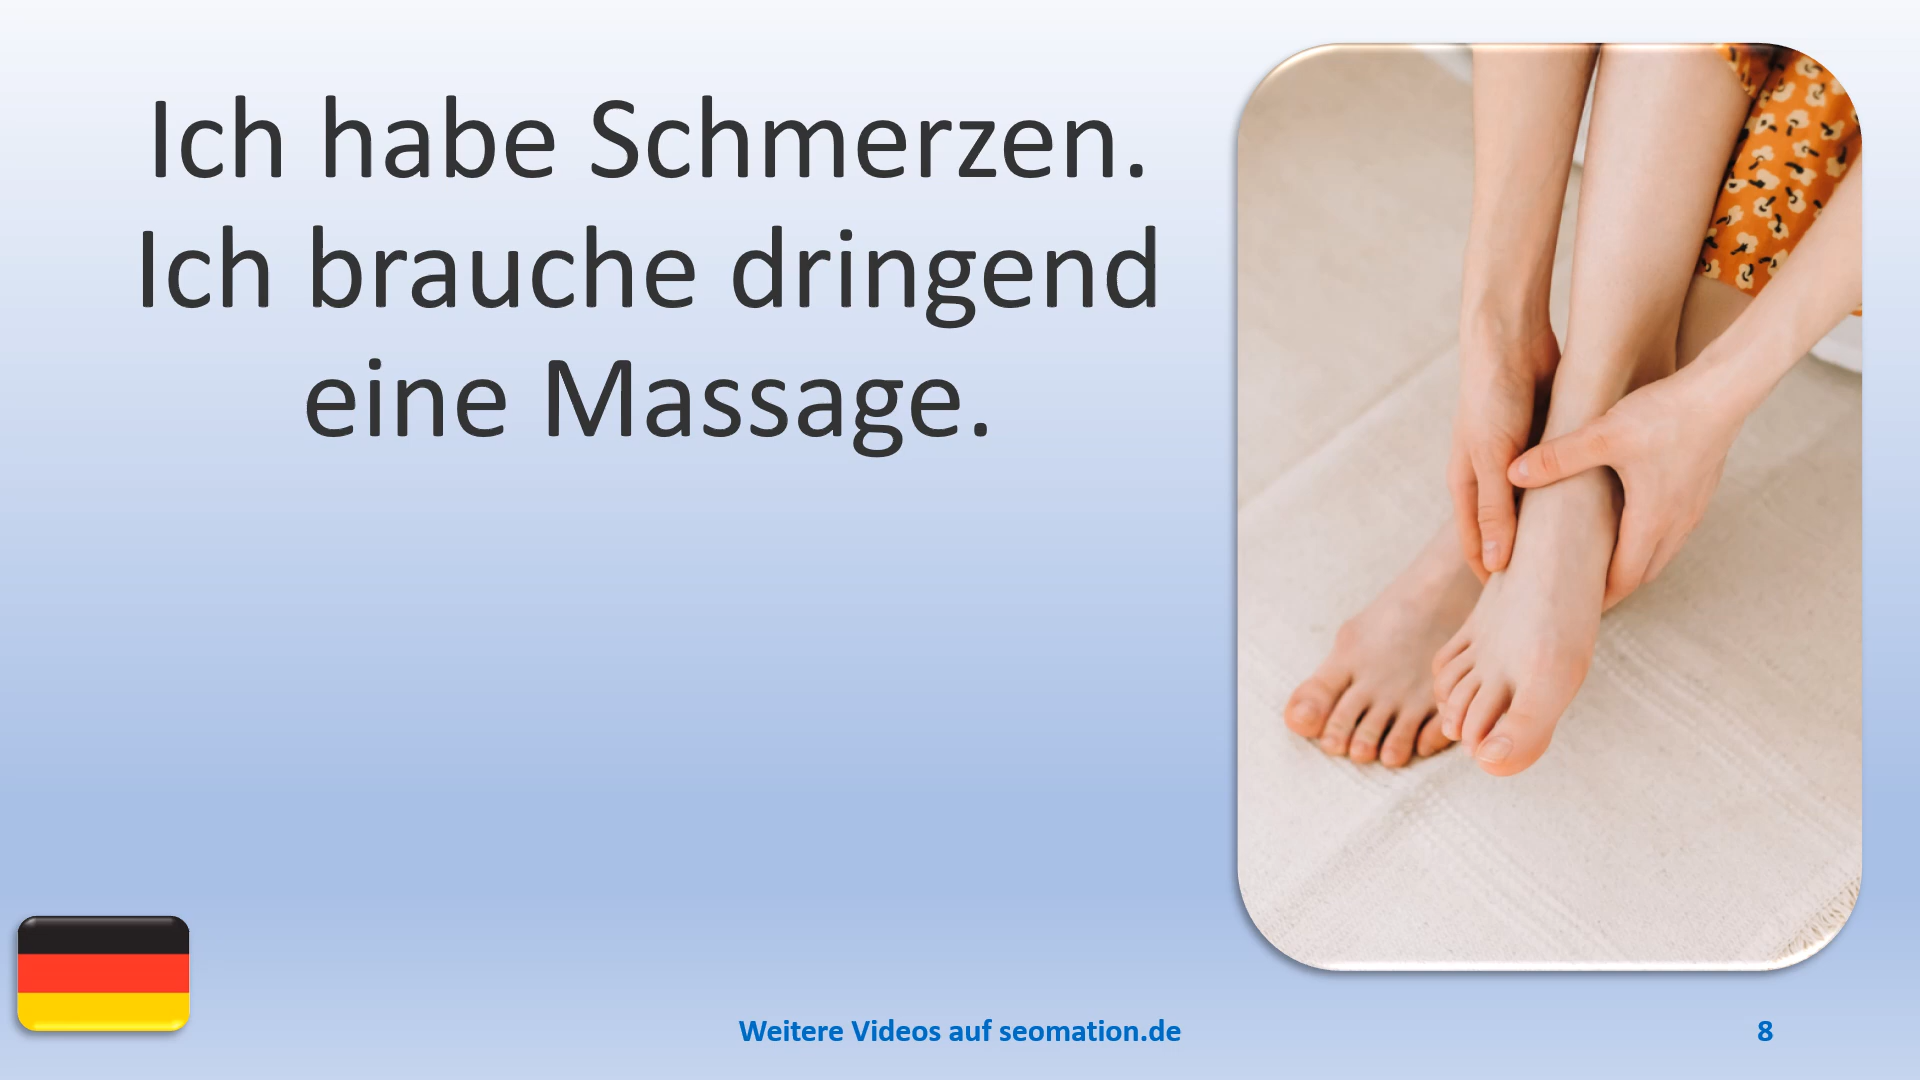 Ich habe Schmerzen.
Ich brauche dringend
eine Massage.
Weitere Videos auf seomation.de
8